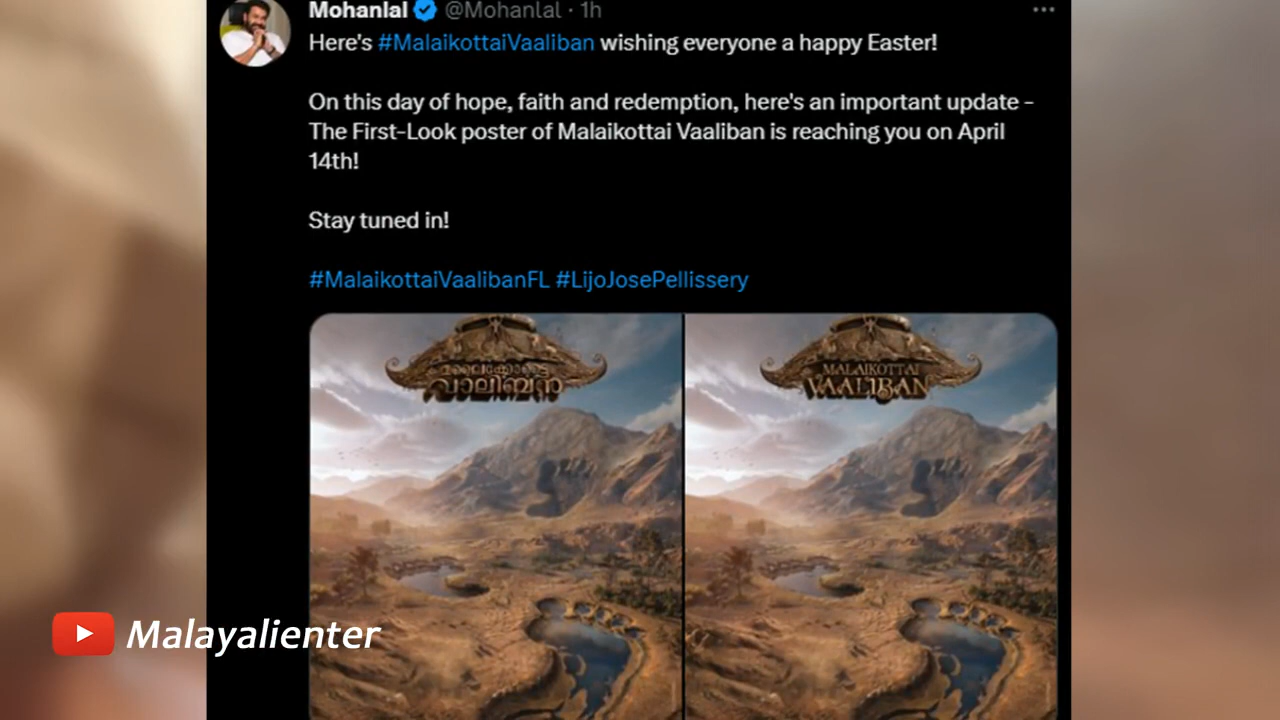 Mohanlal @Mohanlal · 1h
Here's #MalaikottaiVaaliban wishing everyone a happy Easter!
On this day of hope, faith and redemption, here's an important update -
The First-Look poster of Malaikottai Vaaliban is reaching you on April
14th!
Stay tuned in!
#MalaikottaiVaalibanFL #LijoJosePellissery
മലൈക്കോട്ടൈ
വാലിബൻ
MALAIKOTTAI
VAALIBAN
Malayalienter